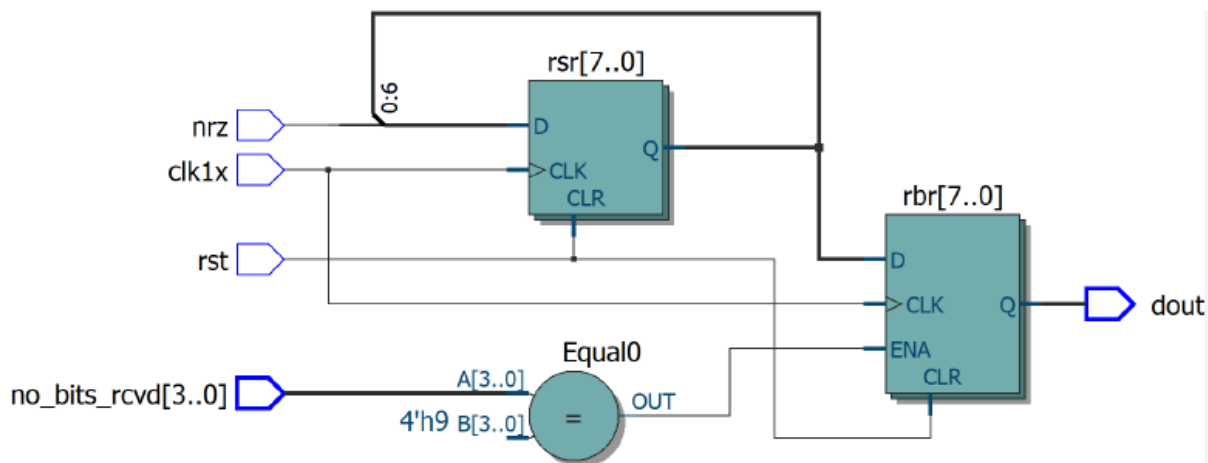 rsr[7..0]
0:6
nrz
D
Q
clk1x
CLK
CLR
rbr[7..0]
rst
D
CLK
Q
dout
ENA
CLR
Equal0
no_bits_rcvd[3..0]
A[3..0]
OUT
4'h9 B[3..0]
=